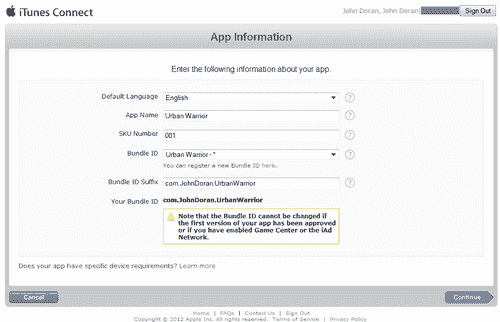 iTunes Connect
John Doran, John Doran| Sign Out
App Information
Enter the following information about your app.
Default Language English ?
App Name Urban Warrior ?
SKU Number 001 ?
Bundle ID Urban Warrior - * ?
You can register a new Bundle ID here.
Bundle ID Suffix com.JohnDoran.UrbanWarrior ?
Your Bundle ID com.JohnDoran.UrbanWarrior
Note that the Bundle ID cannot be changed if
the first version of your app has been approved
or if you have enabled Game Center or the iAd
Network.
Does your app have specific device requirements? Learn more
Cancel Continue
Home | FAQs | Contact Us | Sign Out
Copyright © 2012 Apple Inc. All rights reserved. Terms of Service | Privacy Policy